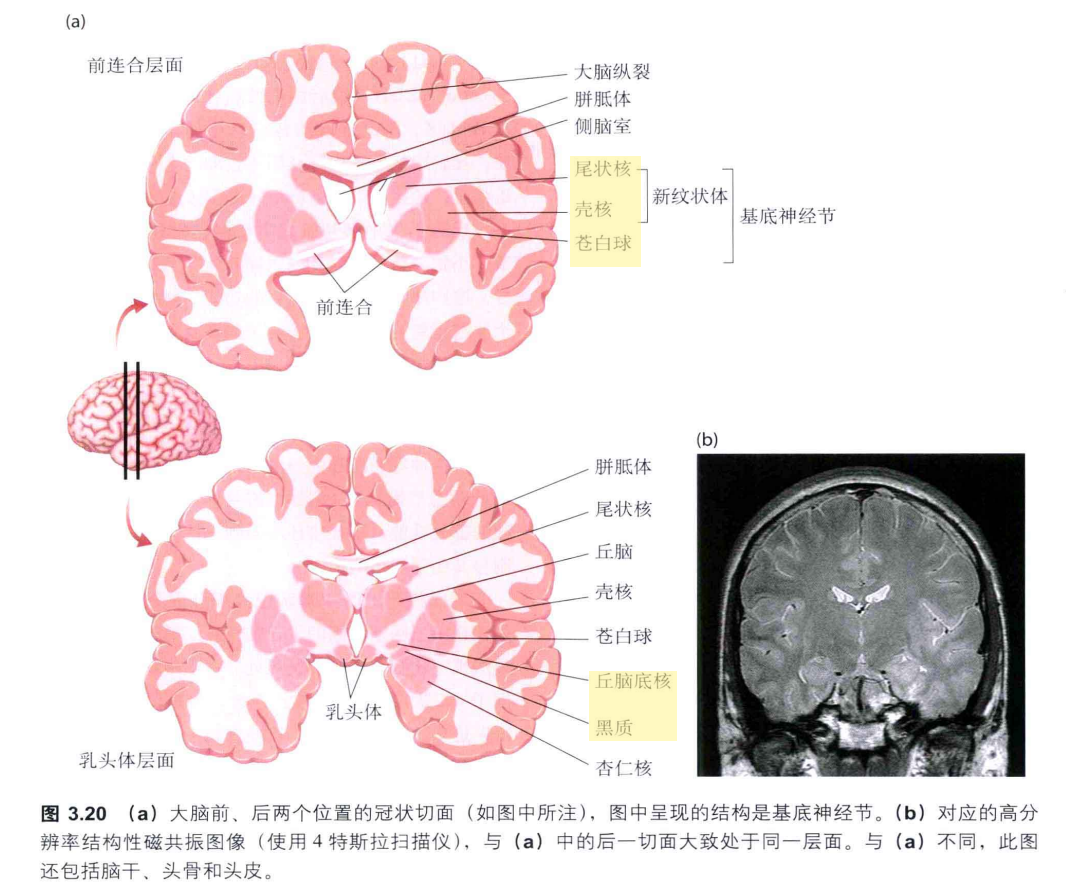 (a)
前连合层面
大脑纵裂
胼胝体
侧脑室
尾状核
壳核
苍白球
新纹状体
基底神经节
前连合
(b)
胼胝体
尾状核
丘脑
壳核
苍白球
丘脑底核
黑质
杏仁核
乳头体
乳头体层面
图 3.20 (a) 大脑前、后两个位置的冠状切面（如图中所注），图中呈现的结构是基底神经节。(b) 对应的高分
辨率结构性磁共振图像（使用 4 特斯拉扫描仪），与 (a) 中的后一切面大致处于同一层面。与 (a) 不同，此图
还包括脑干、头骨和头皮。